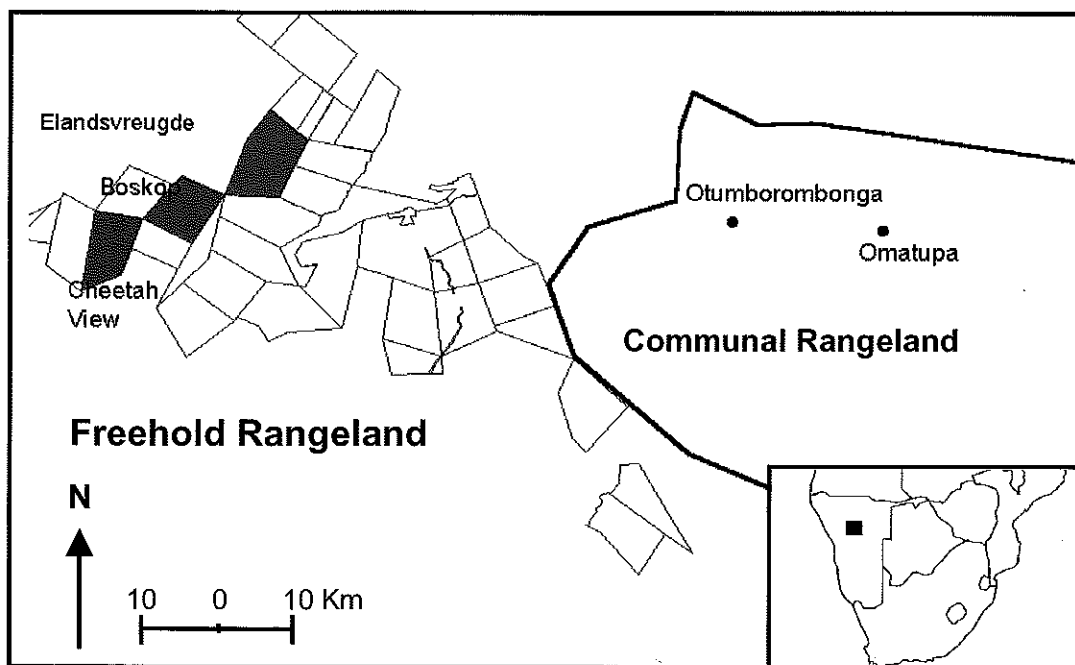 Elandsvreugde
Boskop
Cheetah
View
Otumborombonga
Omatupa
Communal Rangeland
Freehold Rangeland
N
10 0 10 Km